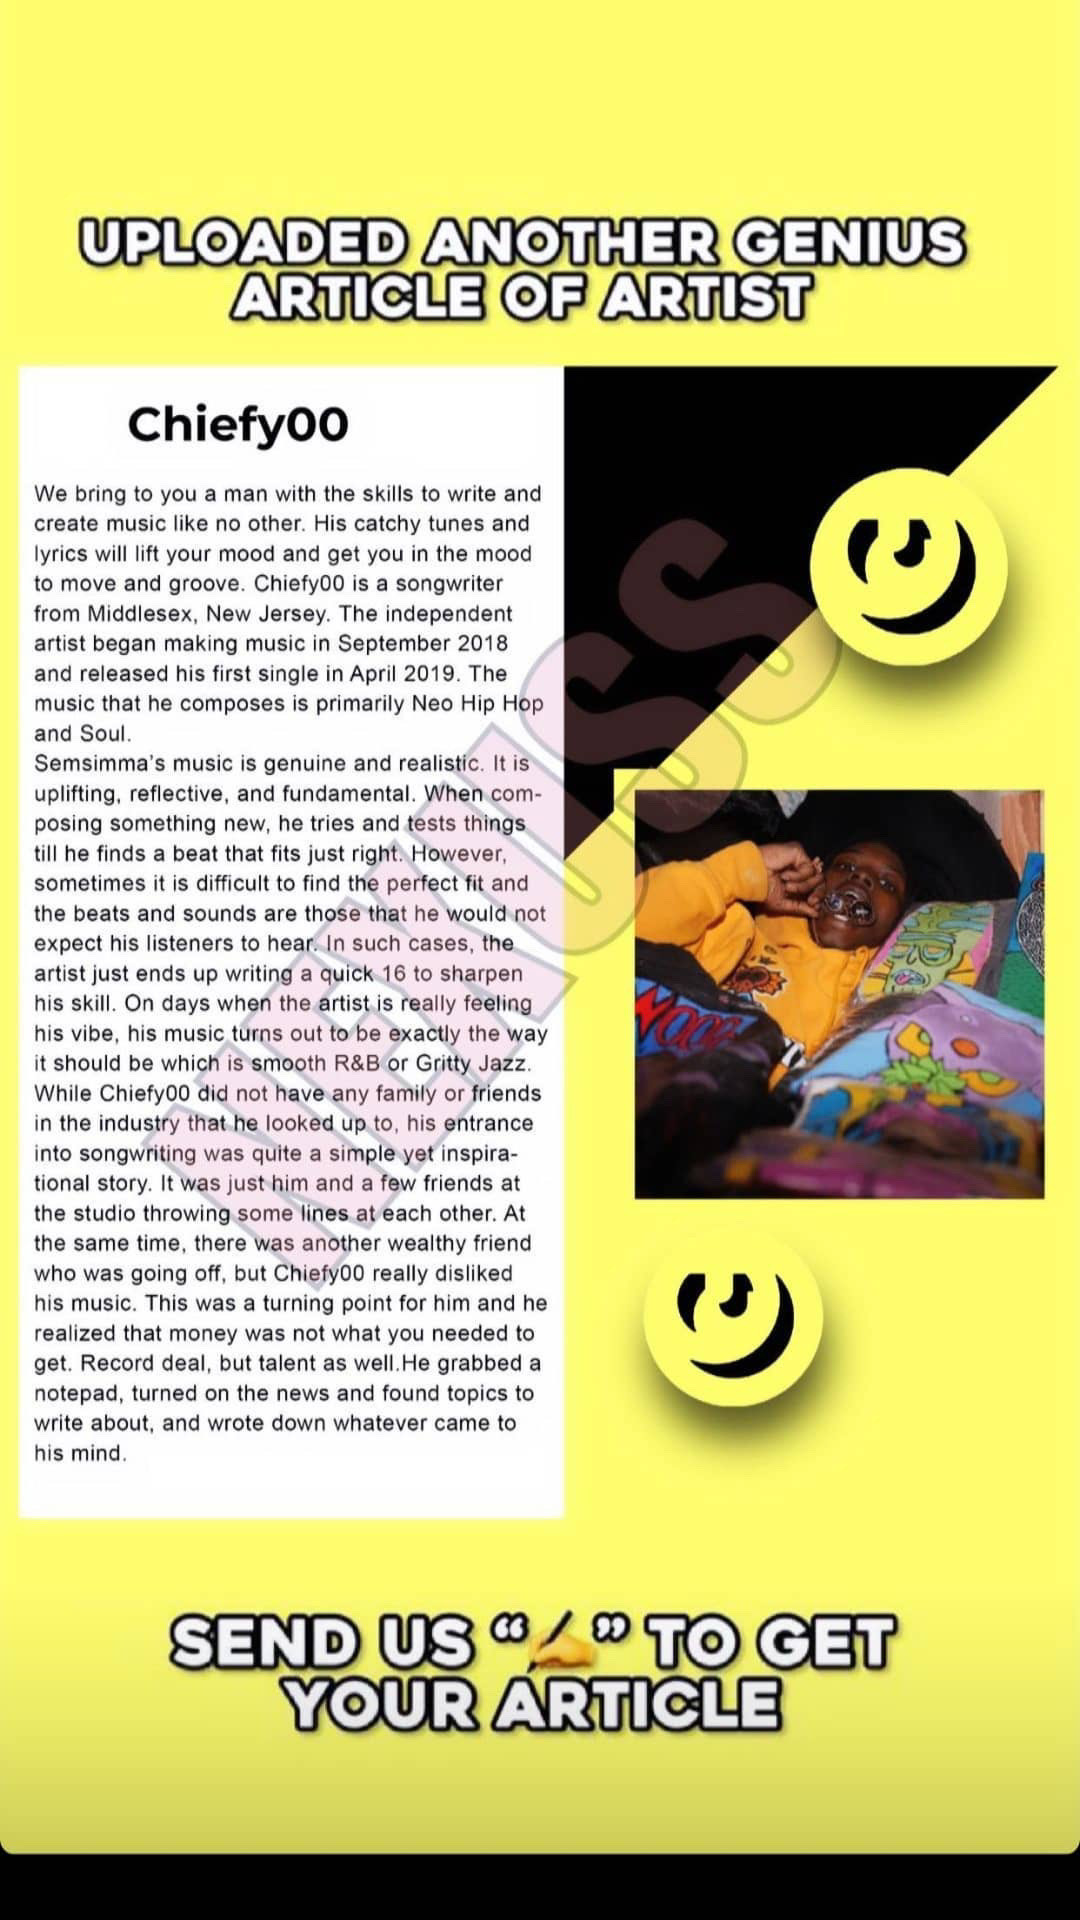 UPLOADED ANOTHER GENIUS
ARTICLE OF ARTIST
Chiefy00
We bring to you a man with the skills to write and
create music like no other. His catchy tunes and
lyrics will lift your mood and get you in the mood
to move and groove. Chiefy00 is a songwriter
from Middlesex, New Jersey. The independent
artist began making music in September 2018
and released his first single in April 2019. The
music that he composes is primarily Neo Hip Hop
and Soul.
Semsimma's music is genuine and realistic. It is
uplifting, reflective, and fundamental. When com-
posing something new, he tries and tests things
till he finds a beat that fits just right. However,
sometimes it is difficult to find the perfect fit and
the beats and sounds are those that he would not
expect his listeners to hear. In such cases, the
artist just ends up writing a quick 16 to sharpen
his skill. On days when the artist is really feeling
his vibe, his music turns out to be exactly the way
it should be which is smooth R&B or Gritty Jazz.
While Chiefy00 did not have any family or friends
in the industry that he looked up to, his entrance
into songwriting was quite a simple yet inspira-
tional story. It was just him and a few friends at
the studio throwing some lines at each other. At
the same time, there was another wealthy friend
who was going off, but Chiefy00 really disliked
his music. This was a turning point for him and he
realized that money was not what you needed to
get. Record deal, but talent as well.He grabbed a
notepad, turned on the news and found topics to
write about, and wrote down whatever came to
his mind.
SEND US “✍️” TO GET
YOUR ARTICLE